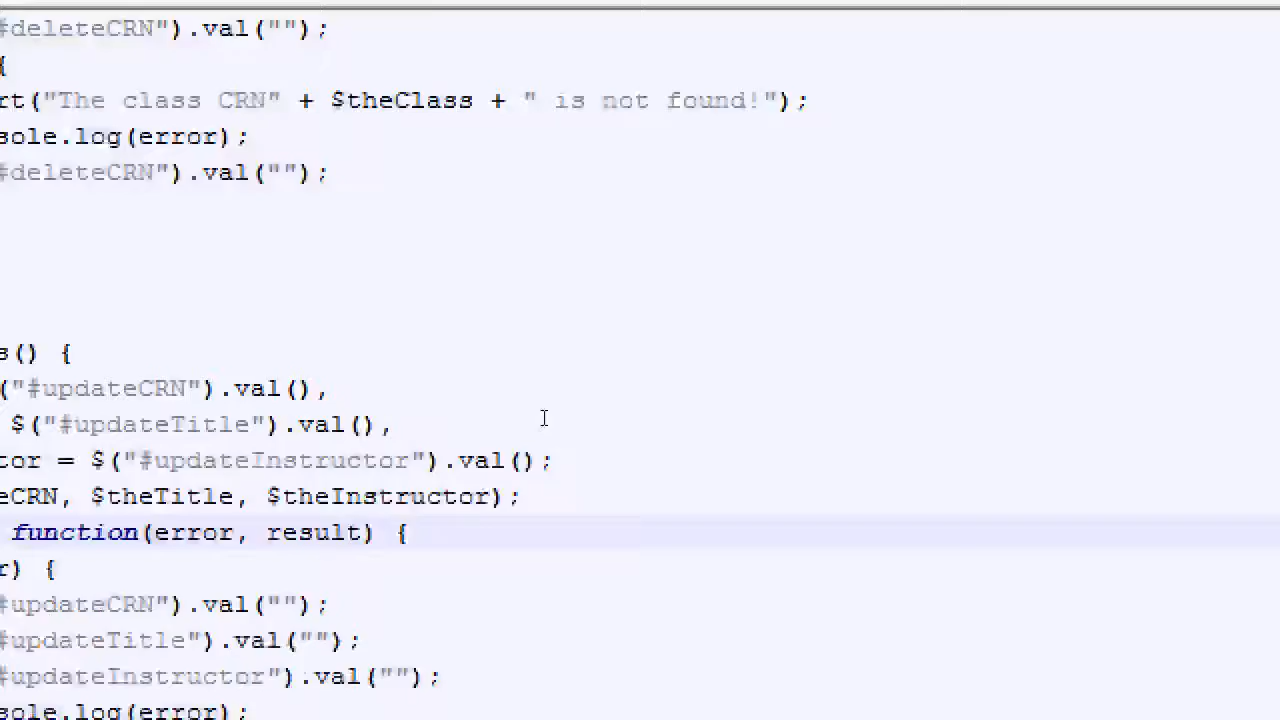 #deleteCRN").val("");
{
rt("The class CRN" + $theClass + " is not found!");
sole.log(error);
#deleteCRN").val("");
s() {
("#updateCRN").val(),
$("#updateTitle").val(),
tor = $("#updateInstructor").val();
eCRN, $theTitle, $theInstructor);
function(error, result) {
r) {
#updateCRN").val("");
#updateTitle").val("");
#updateInstructor").val("");
sole.log(error);